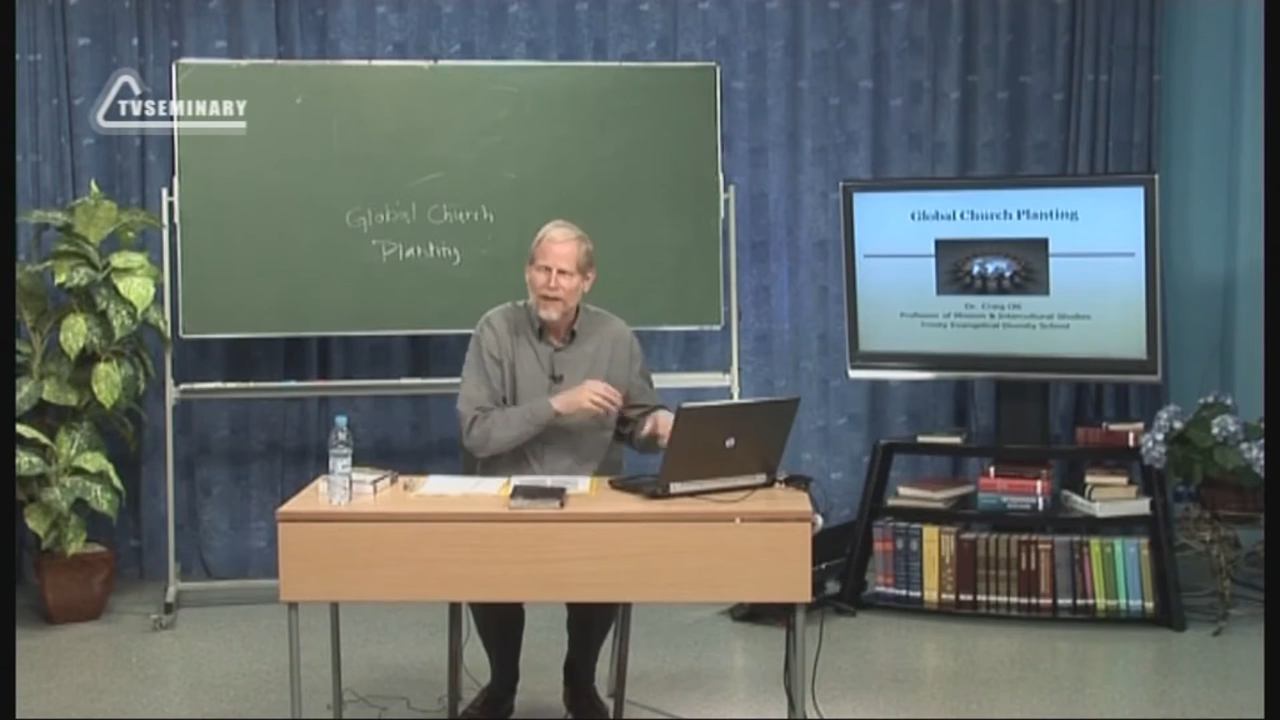 TVSEMINARY
Global Church
Planting
Global Church Planting
Dr. Craig Ott
Professor of Mission & Intercultural Studies
Trinity Evangelical Divinity School